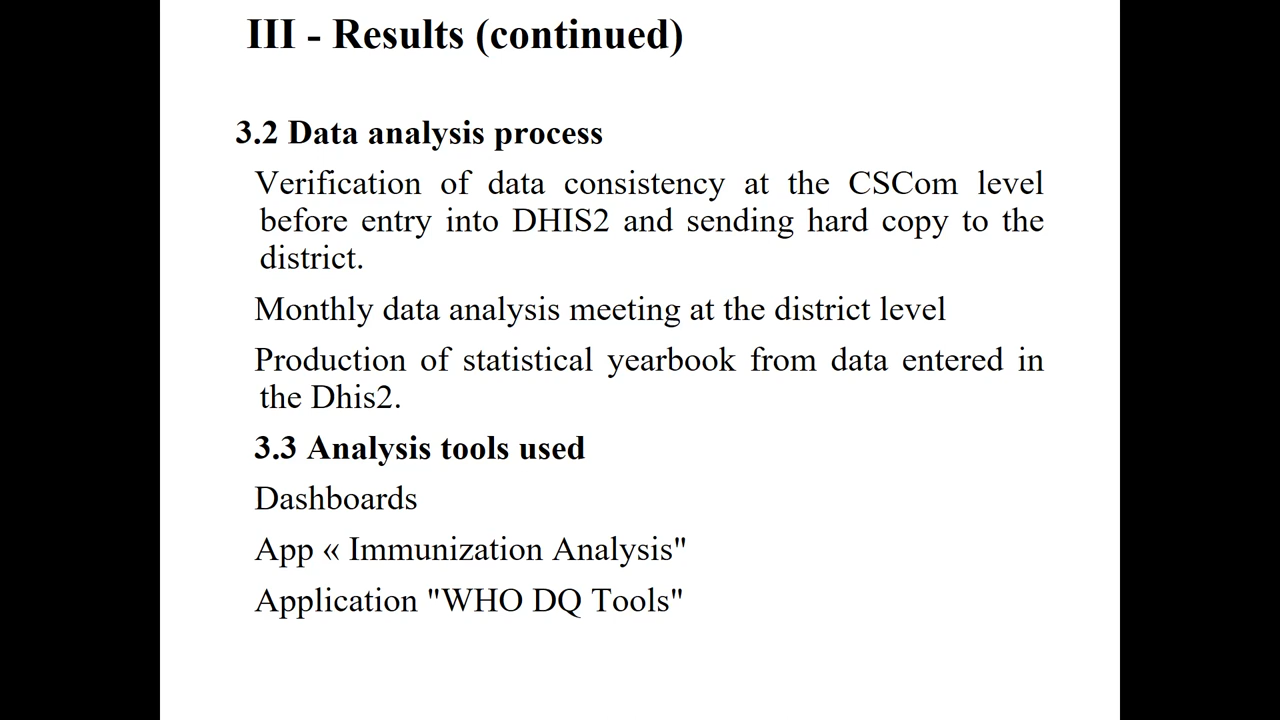 III - Results (continued)
3.2 Data analysis process
Verification of data consistency at the CSCom level
before entry into DHIS2 and sending hard copy to the
district.
Monthly data analysis meeting at the district level
Production of statistical yearbook from data entered in
the Dhis2.
3.3 Analysis tools used
Dashboards
App « Immunization Analysis"
Application "WHO DQ Tools"